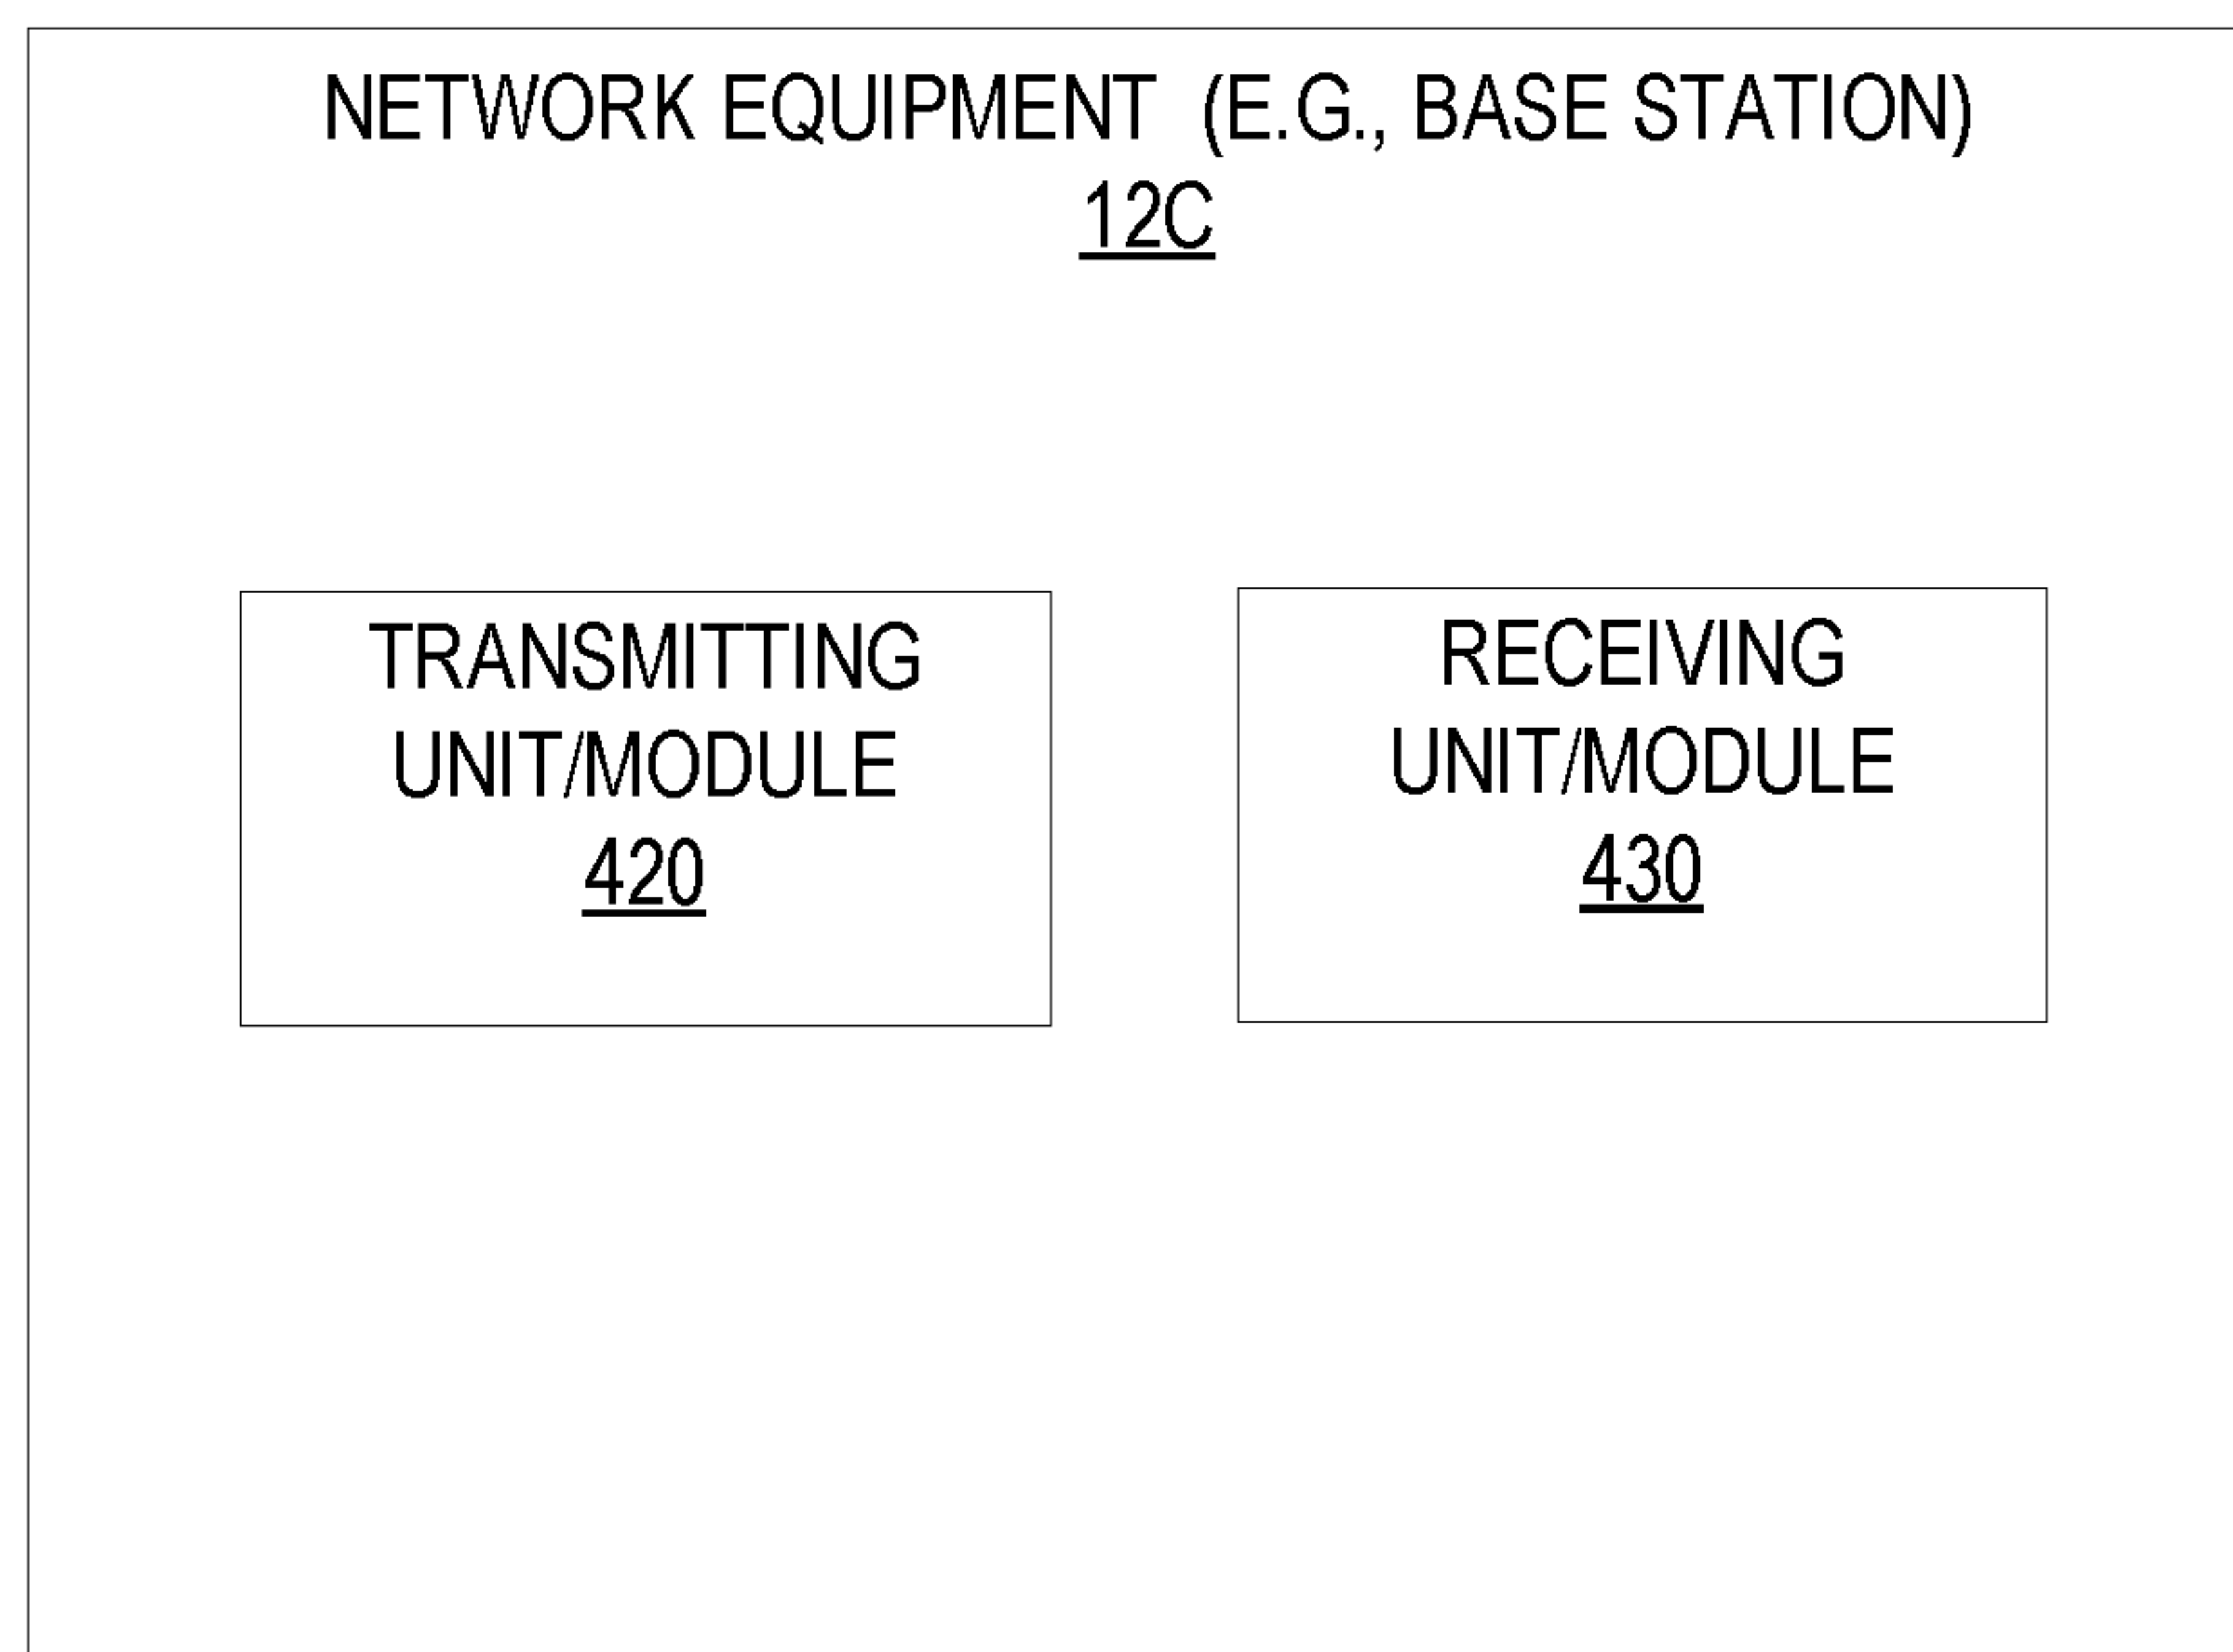 NETWORK EQUIPMENT (E.G., BASE STATION)
12C
TRANSMITTING
UNIT/MODULE
420
RECEIVING
UNIT/MODULE
430